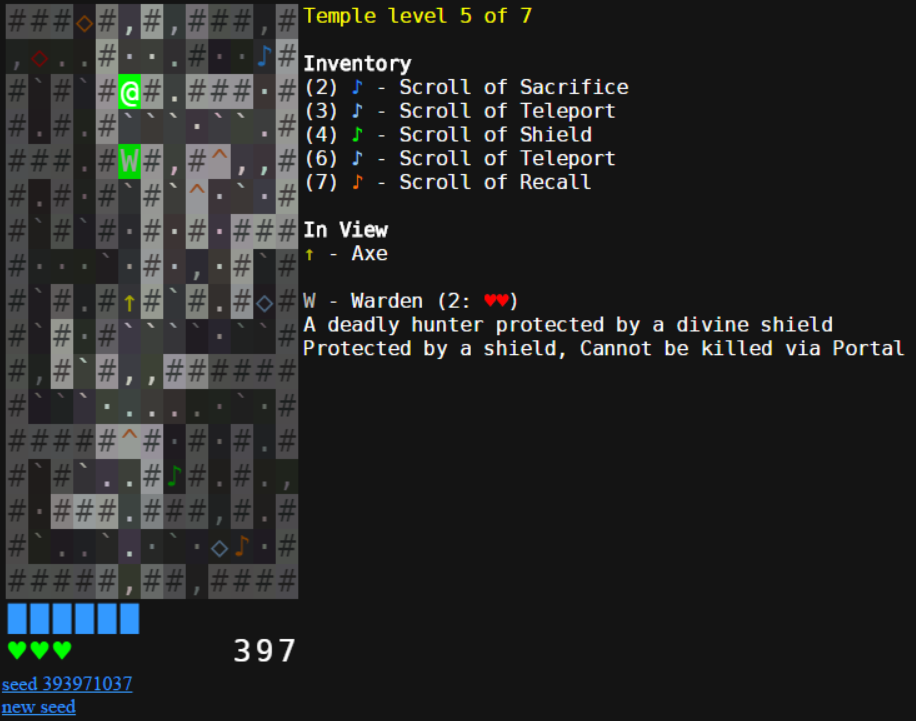 Temple level 5 of 7
Inventory
(2) ♪ - Scroll of Sacrifice
(3) ♪ - Scroll of Teleport
(4) ♪ - Scroll of Shield
(6) ♪ - Scroll of Teleport
(7) ♪ - Scroll of Recall
In View
↑ - Axe
W - Warden (2: ♥♥)
A deadly hunter protected by a divine shield
Protected by a shield, Cannot be killed via Portal
♥♥♥ 397
seed 393971037
new seed